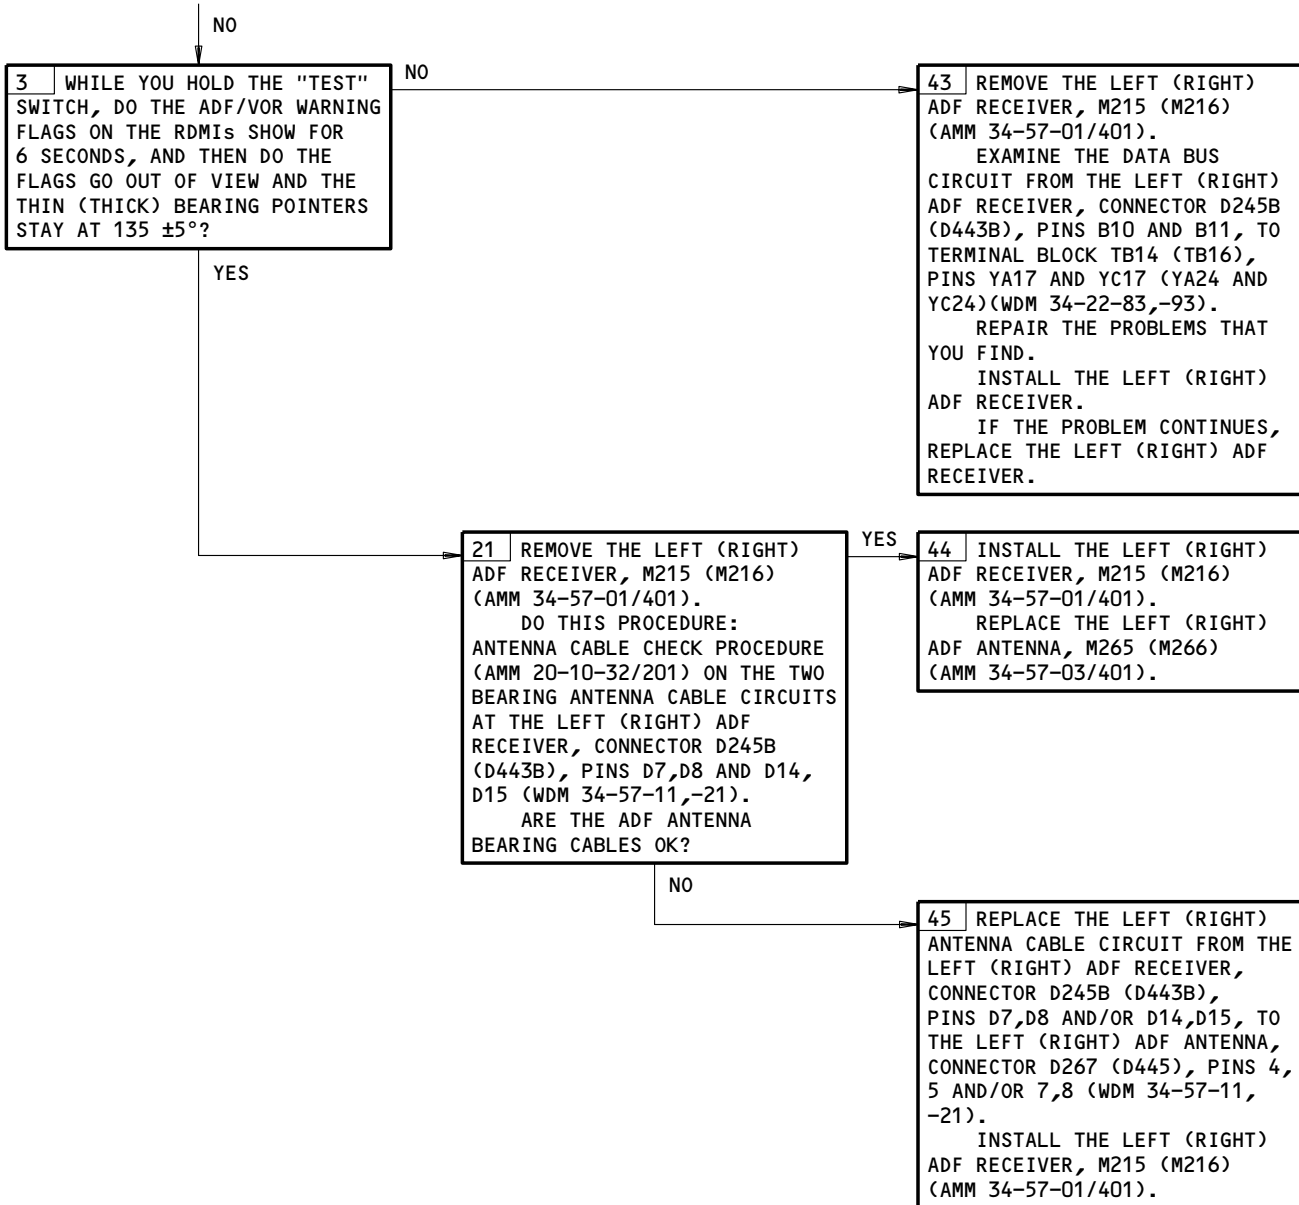 NO
3 WHILE YOU HOLD THE "TEST"
SWITCH, DO THE ADF/VOR WARNING
FLAGS ON THE RDMIs SHOW FOR
6 SECONDS, AND THEN DO THE
FLAGS GO OUT OF VIEW AND THE
THIN (THICK) BEARING POINTERS
STAY AT 135 ±5°?
NO
YES
43 REMOVE THE LEFT (RIGHT)
ADF RECEIVER, M215 (M216)
(AMM 34-57-01/401).
EXAMINE THE DATA BUS
CIRCUIT FROM THE LEFT (RIGHT)
ADF RECEIVER, CONNECTOR D245B
(D443B), PINS B10 AND B11, TO
TERMINAL BLOCK TB14 (TB16),
PINS YA17 AND YC17 (YA24 AND
YC24)(WDM 34-22-83,-93).
REPAIR THE PROBLEMS THAT
YOU FIND.
INSTALL THE LEFT (RIGHT)
ADF RECEIVER.
IF THE PROBLEM CONTINUES,
REPLACE THE LEFT (RIGHT) ADF
RECEIVER.
21 REMOVE THE LEFT (RIGHT)
ADF RECEIVER, M215 (M216)
(AMM 34-57-01/401).
DO THIS PROCEDURE:
ANTENNA CABLE CHECK PROCEDURE
(AMM 20-10-32/201) ON THE TWO
BEARING ANTENNA CABLE CIRCUITS
AT THE LEFT (RIGHT) ADF
RECEIVER, CONNECTOR D245B
(D443B), PINS D7,D8 AND D14,
D15 (WDM 34-57-11,-21).
ARE THE ADF ANTENNA
BEARING CABLES OK?
YES
NO
44 INSTALL THE LEFT (RIGHT)
ADF RECEIVER, M215 (M216)
(AMM 34-57-01/401).
REPLACE THE LEFT (RIGHT)
ADF ANTENNA, M265 (M266)
(AMM 34-57-03/401).
45 REPLACE THE LEFT (RIGHT)
ANTENNA CABLE CIRCUIT FROM THE
LEFT (RIGHT) ADF RECEIVER,
CONNECTOR D245B (D443B),
PINS D7,D8 AND/OR D14,D15, TO
THE LEFT (RIGHT) ADF ANTENNA,
CONNECTOR D267 (D445), PINS 4,
5 AND/OR 7,8 (WDM 34-57-11,
-21).
INSTALL THE LEFT (RIGHT)
ADF RECEIVER, M215 (M216)
(AMM 34-57-01/401).